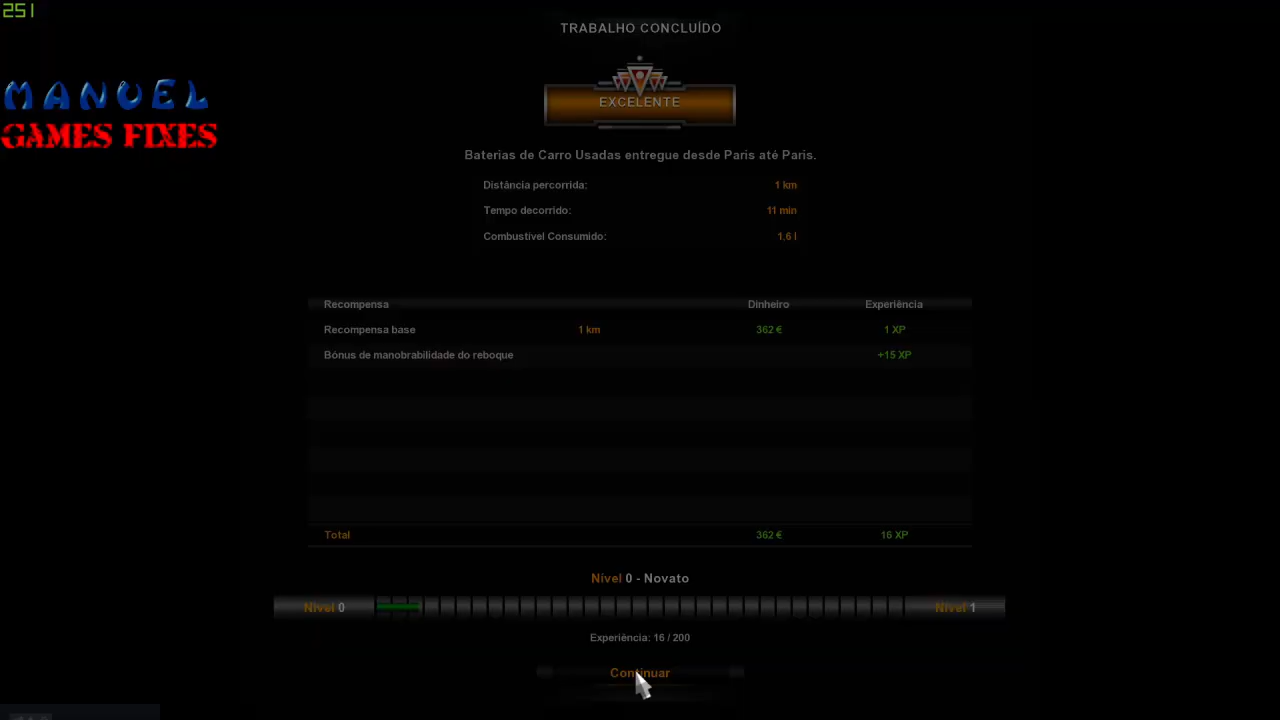 251
TRABALHO CONCLUÍDO
MANUEL
GAMES FIXES
EXCELENTE
Baterias de Carro Usadas entregue desde Paris até Paris.
Distância percorrida: 1 km
Tempo decorrido: 11 min
Combustível Consumido: 1,6 l
Recompensa Dinheiro Experiência
Recompensa base 1 km 362 € 1 XP
Bónus de manobrabilidade do reboque +15 XP
Total 362 € 16 XP
Nível 0 - Novato
Nível 0 Nível 1
Experiência: 16 / 200
Continuar